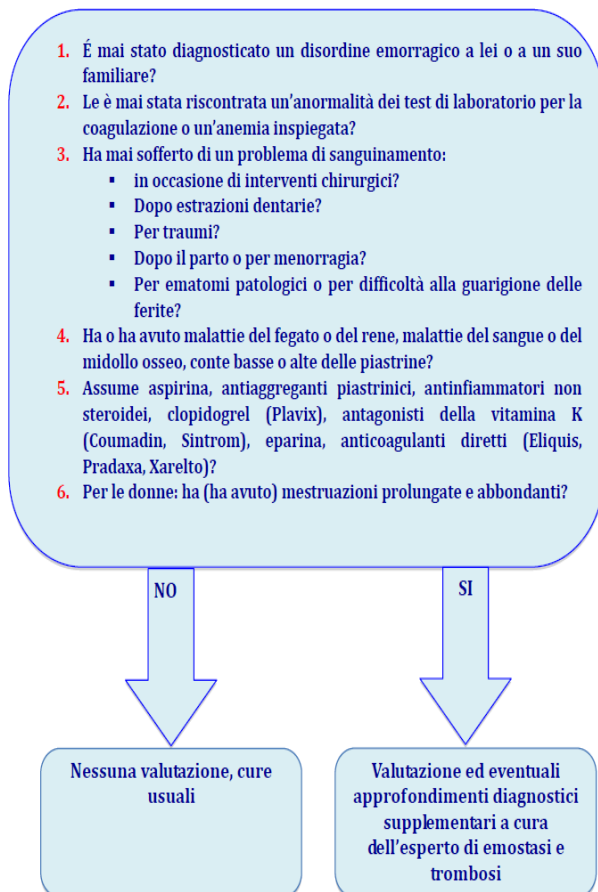 1. É mai stato diagnosticato un disordine emorragico a lei o a un suo
familiare?
2. Le è mai stata riscontrata un'anormalità dei test di laboratorio per la
coagulazione o un'anemia inspiegata?
3. Ha mai sofferto di un problema di sanguinamento:
▪ in occasione di interventi chirurgici?
▪ Dopo estrazioni dentarie?
▪ Per traumi?
▪ Dopo il parto o per menorragia?
▪ Per ematomi patologici o per difficoltà alla guarigione delle
ferite?
4. Ha o ha avuto malattie del fegato o del rene, malattie del sangue o del
midollo osseo, conte basse o alte delle piastrine?
5. Assume aspirina, antiaggreganti piastrinici, antinfiammatori non
steroidei, clopidogrel (Plavix), antagonisti della vitamina K
(Coumadin, Sintrom), eparina, anticoagulanti diretti (Eliquis,
Pradaxa, Xarelto)?
6. Per le donne: ha (ha avuto) mestruazioni prolungate e abbondanti?
NO
SI
Nessuna valutazione, cure
usuali
Valutazione ed eventuali
approfondimenti diagnostici
supplementari a cura
dell'esperto di emostasi e
trombosi